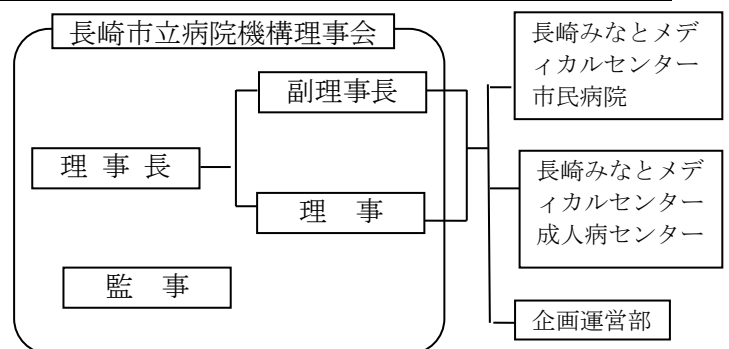 長崎市立病院機構理事会
副理事長
理 事 長
理　事
監　事
長崎みなとメデ
ィカルセンター
市民病院
長崎みなとメデ
ィカルセンター
成人病センター
企画運営部